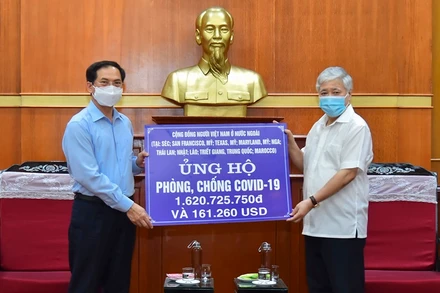 CỘNG ĐỒNG NGƯỜI VIỆT NAM Ở NƯỚC NGOÀI
(TẠI: SÉC; SAN FRANCISCO, MỸ; TEXAS, MỸ; MARYLAND, MỸ; NGA;
THÁI LAN; NHẬT; LÀO; TRIẾT GIANG, TRUNG QUỐC; MAROCCO)
ỦNG HỘ
PHÒNG, CHỐNG COVID-19
1.620.725.750đ
VÀ 161.260 USD